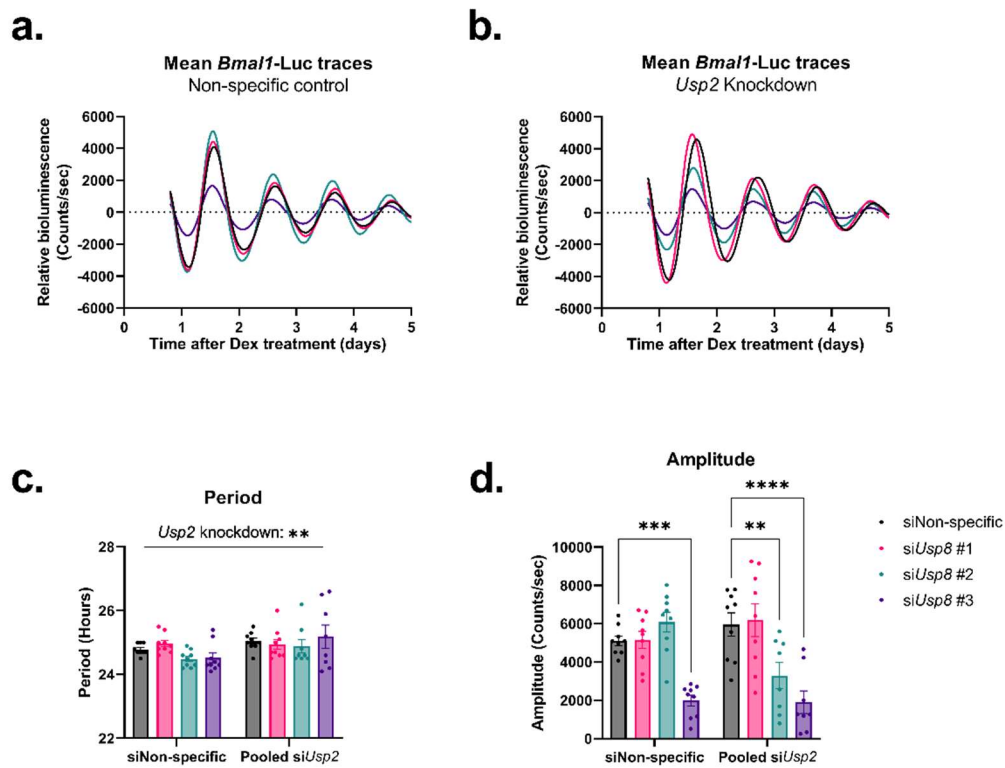 a.
Mean Bmal1-Luc traces
Non-specific control
Relative bioluminescence
(Counts/sec)
6000
4000
2000
0
-2000
-4000
-6000
0
1
2
3
4
5
Time after Dex treatment (days)
b.
Mean Bmal1-Luc traces
Usp2 Knockdown
Relative bioluminescence
(Counts/sec)
6000
4000
2000
0
-2000
-4000
-6000
0
1
2
3
4
5
Time after Dex treatment (days)
c.
Period
Usp2 knockdown: **
Period (Hours)
28
26
24
22
siNon-specific
Pooled siUsp2
d.
Amplitude
****
***
**
Amplitude (Counts/sec)
10000
8000
6000
4000
2000
0
siNon-specific
Pooled siUsp2
siNon-specific
siUsp8 #1
siUsp8 #2
siUsp8 #3